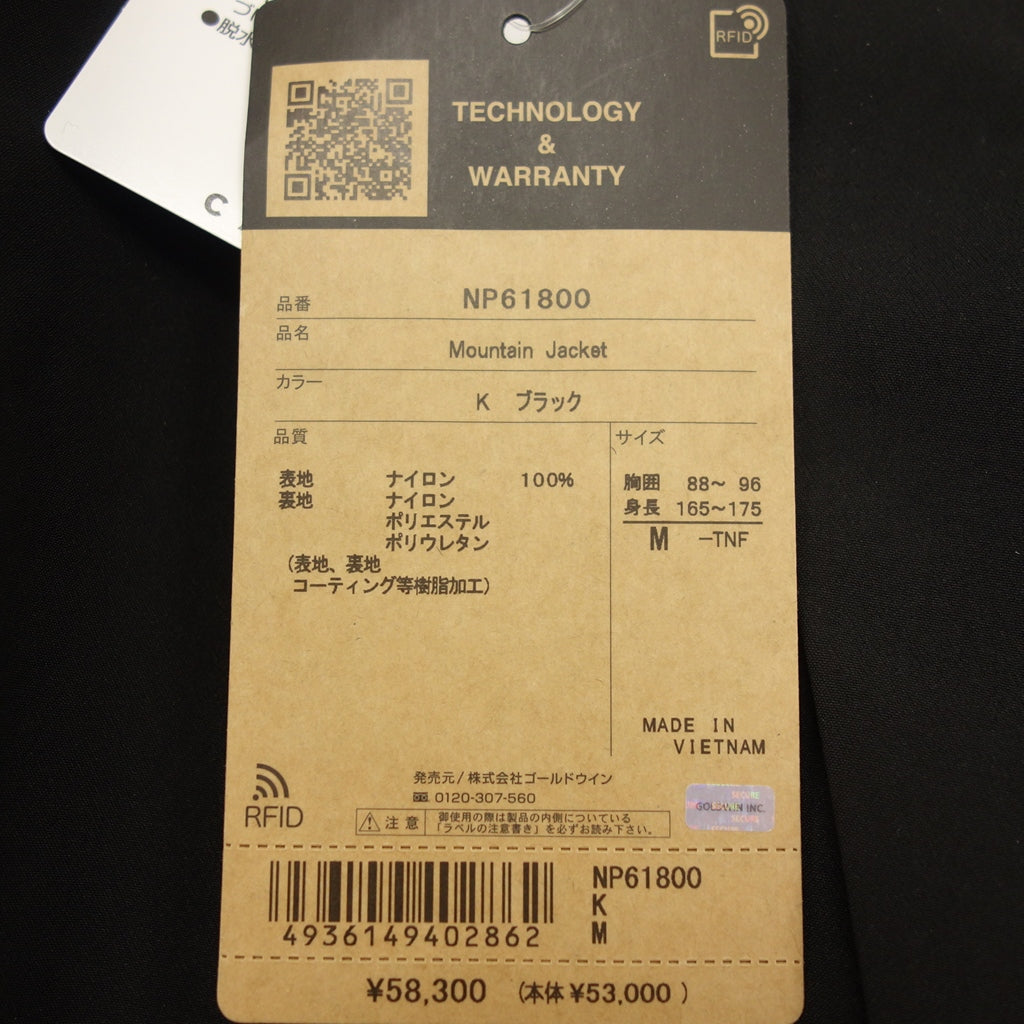 づ
●脱水
C
RFID
TECHNOLOGY
&
WARRANTY
品番 NP61800
品名
Mountain Jacket
カラー
K ブラック
品質
表地 ナイロン 100%
裏地 ナイロン
ポリエステル
ポリウレタン
(表地、裏地
コーティング等樹脂加工)
サイズ
胸囲 88~ 96
身長 165~175
M -TNF
MADE IN
VIETNAM
RFID
発売元/株式会社ゴールドウイン
0120-307-560
注意
御使用の際は製品の内側についている
「ラベルの注意書き」を必ずお読み下さい。
SECURE
GOLDWIN INC.
SECURE
4936149402862
NP61800
K
M
¥58,300 (本体¥53,000 )